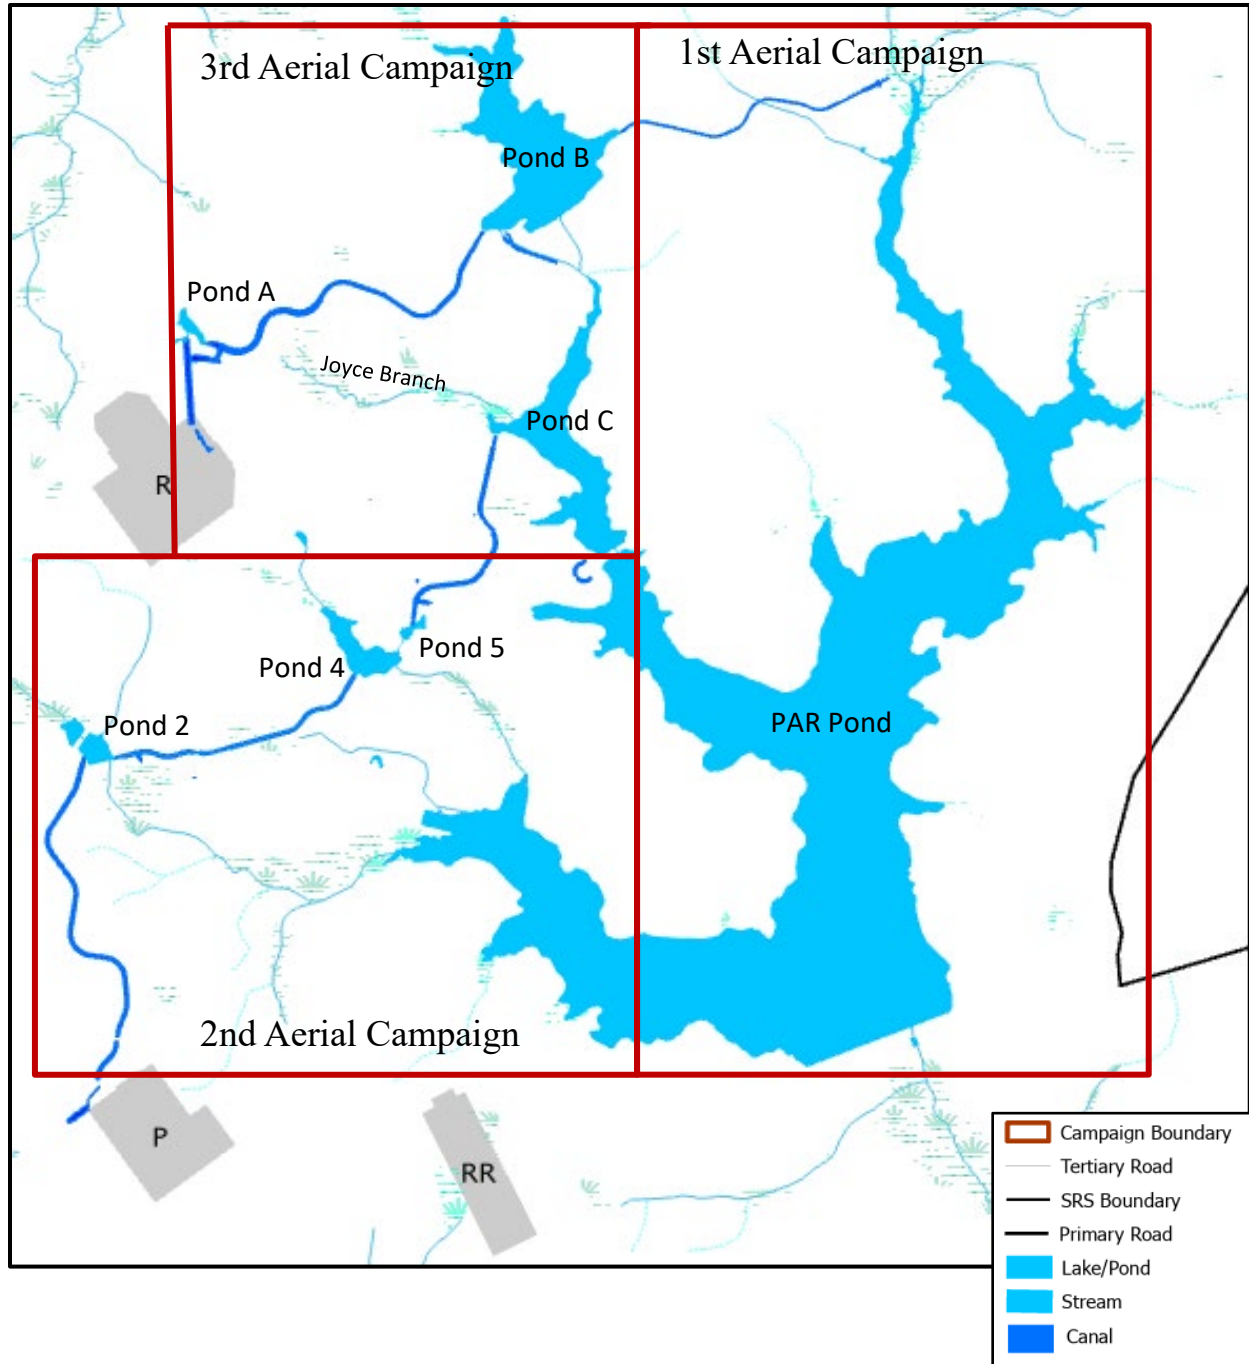 3rd Aerial Campaign
1st Aerial Campaign
Pond B
Pond A
Joyce Branch
Pond C
R
Pond 5
Pond 4
Pond 2
PAR Pond
2nd Aerial Campaign
P
RR
Campaign Boundary
Tertiary Road
SRS Boundary
Primary Road
Lake/Pond
Stream
Canal